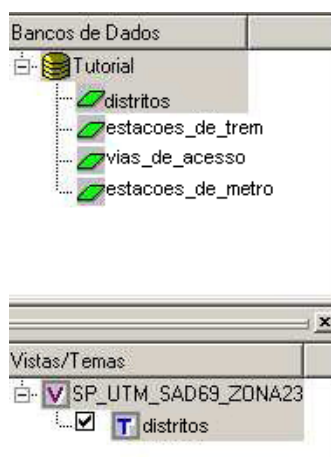 Bancos de Dados
Tutorial
distritos
estacoes_de_trem
vias_de_acesso
estacoes_de_metro
x
Vistas/Temas
V SP_UTM_SAD69_ZONA23
T distritos